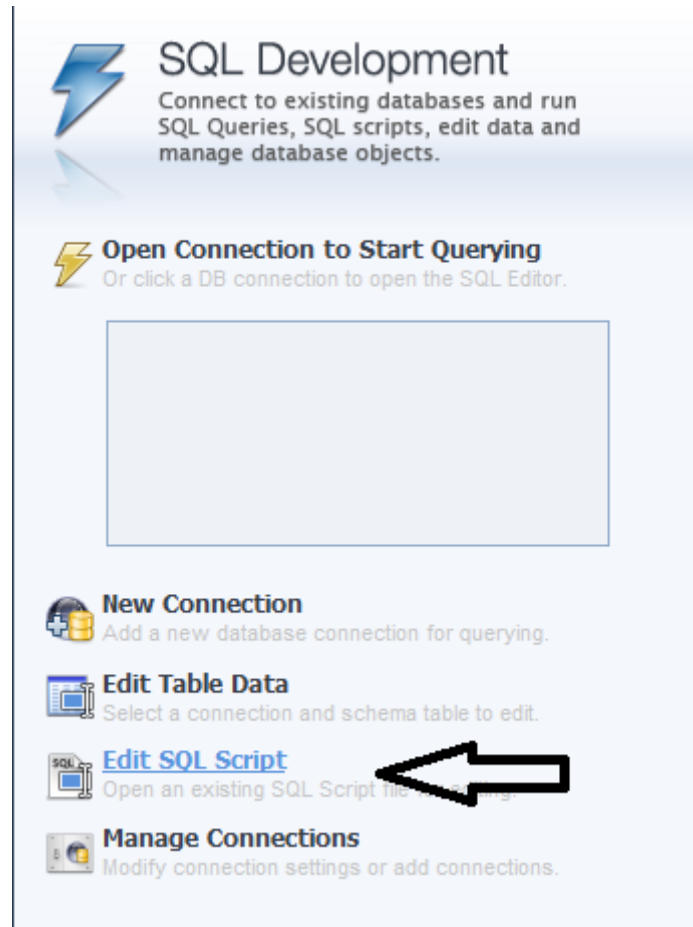 SQL Development
Connect to existing databases and run
SQL Queries, SQL scripts, edit data and
manage database objects.
Open Connection to Start Querying
Or click a DB connection to open the SQL Editor.
New Connection
Add a new database connection for querying.
Edit Table Data
Select a connection and schema table to edit.
SQL
Edit SQL Script
Open an existing SQL Script file editing.
Manage Connections
Modify connection settings or add connections.